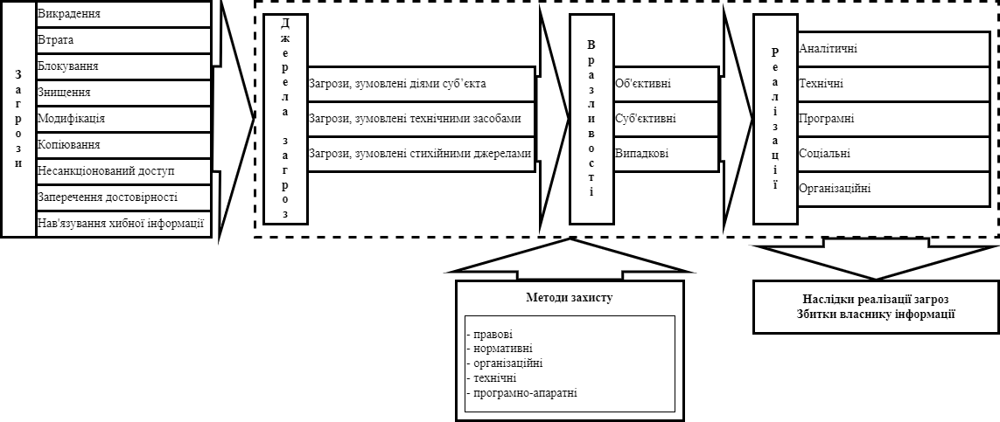 Загрози
Викрадення
Втрата
Блокування
Знищення
Модифікація
Копіювання
Несанкціонований доступ
Заперечення достовірності
Нав'язування хибної інформації
Джерела загроз
Загрози, зумовлені діями суб’єкта
Загрози, зумовлені технічними засобами
Загрози, зумовлені стихійними джерелами
Вразливості
Об'єктивні
Суб'єктивні
Випадкові
Реалізації
Аналітичні
Технічні
Програмні
Соціальні
Організаційні
Методи захисту
- правові
- нормативні
- організаційні
- технічні
- програмно-апаратні
Наслідки реалізації загроз
Збитки власнику інформації